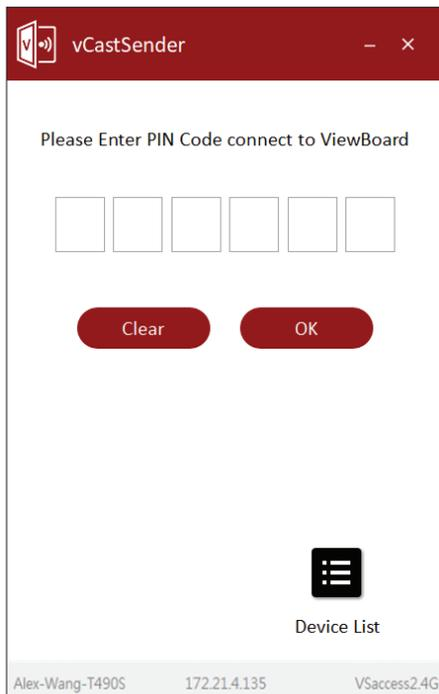 V vCastSender
Please Enter PIN Code connect to ViewBoard
Clear OK
Device List
Alex-Wang-T490S 172.21.4.135 VSaccess2.4G